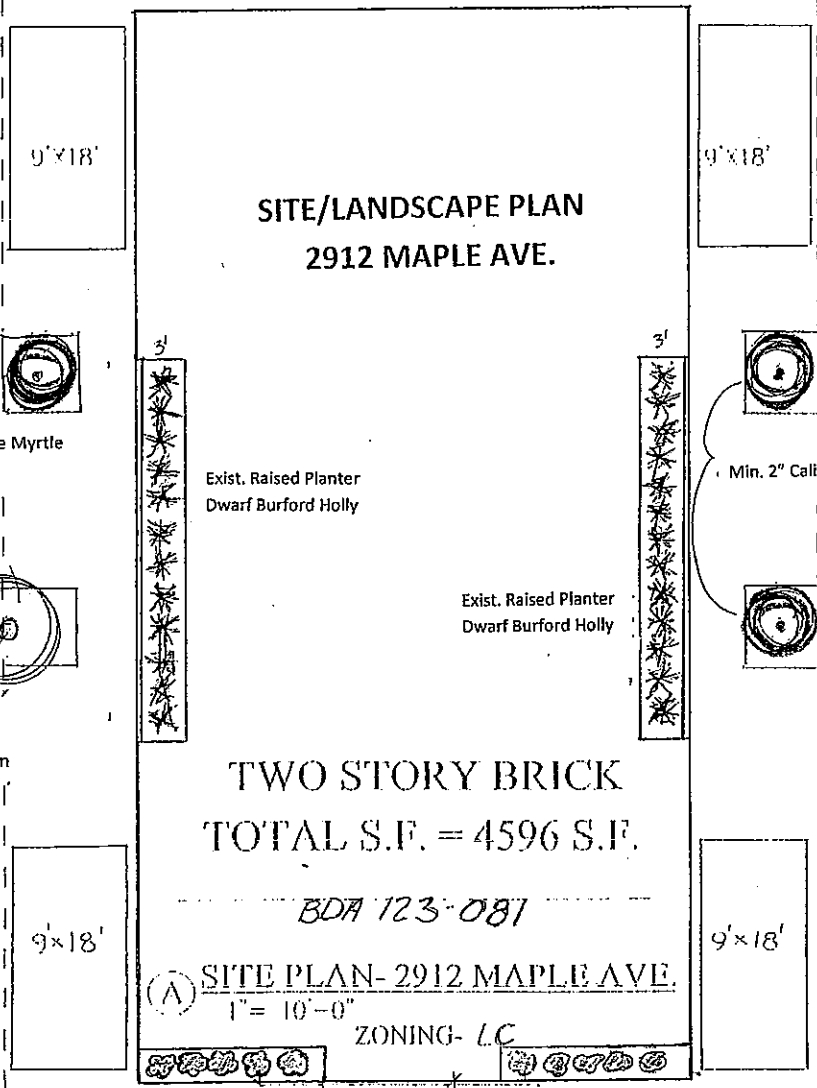 9'X18'
9'X18'
SITE/LANDSCAPE PLAN
2912 MAPLE AVE.
3'
3'
e Myrtle
Exist. Raised Planter
Dwarf Burford Holly
Min. 2" Cali
Exist. Raised Planter
Dwarf Burford Holly
n
TWO STORY BRICK
TOTAL S.F. = 4596 S.F.
BDA 123-081
9'x18'
9'x18'
A
SITE PLAN- 2912 MAPLE AVE.
1"= 10'-0"
ZONING- LC